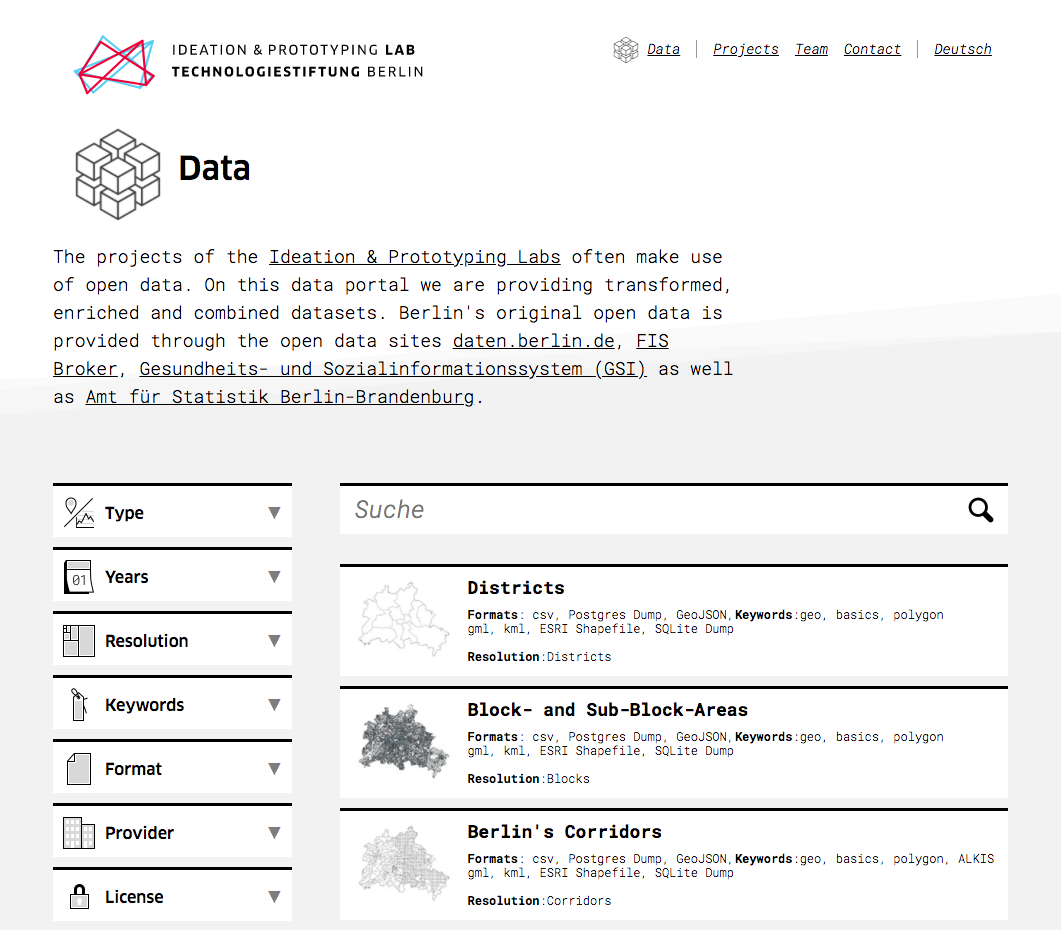 IDEATION & PROTOTYPING LAB
TECHNOLOGIESTIFTUNG BERLIN
Data
Projects
Team
Contact
Deutsch
Data
The projects of the Ideation & Prototyping Labs often make use
of open data. On this data portal we are providing transformed,
enriched and combined datasets. Berlin's original open data is
provided through the open data sites daten.berlin.de, FIS
Broker, Gesundheits- und Sozialinformationssystem (GSI) as well
as Amt für Statistik Berlin-Brandenburg.
Type
01
Years
Resolution
Keywords
Format
Provider
License
Suche
Districts
Formats: csv, Postgres Dump, GeoJSON,
gml, kml, ESRI Shapefile, SQLite Dump
Keywords:geo, basics, polygon
Resolution:Districts
Block- and Sub-Block-Areas
Formats: csv, Postgres Dump, GeoJSON,
gml, kml, ESRI Shapefile, SQLite Dump
Keywords:geo, basics, polygon
Resolution:Blocks
Berlin's Corridors
Formats: csv, Postgres Dump, GeoJSON,
gml, kml, ESRI Shapefile, SQLite Dump
Keywords:geo, basics, polygon, ALKIS
Resolution:Corridors